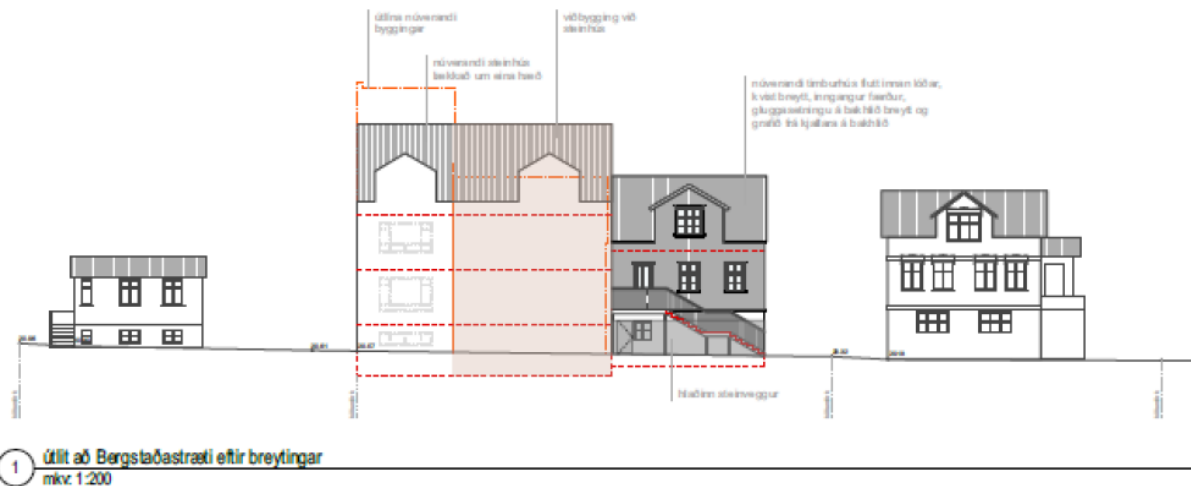 útlína núverandi
byggingar
viðbygging við
steinhús
núverandi steinhús
hækkað um eina hæð
núverandi timburhús flutt innan lóðar,
kvist breytt, inngangur færður,
gluggasetningu á bakhlið breytt og
grafið frá kjallara á bakhlið
hlaðinn steinveggur
1
útlit að Bergstaðastræti eftir breytingar
mkv: 1:200